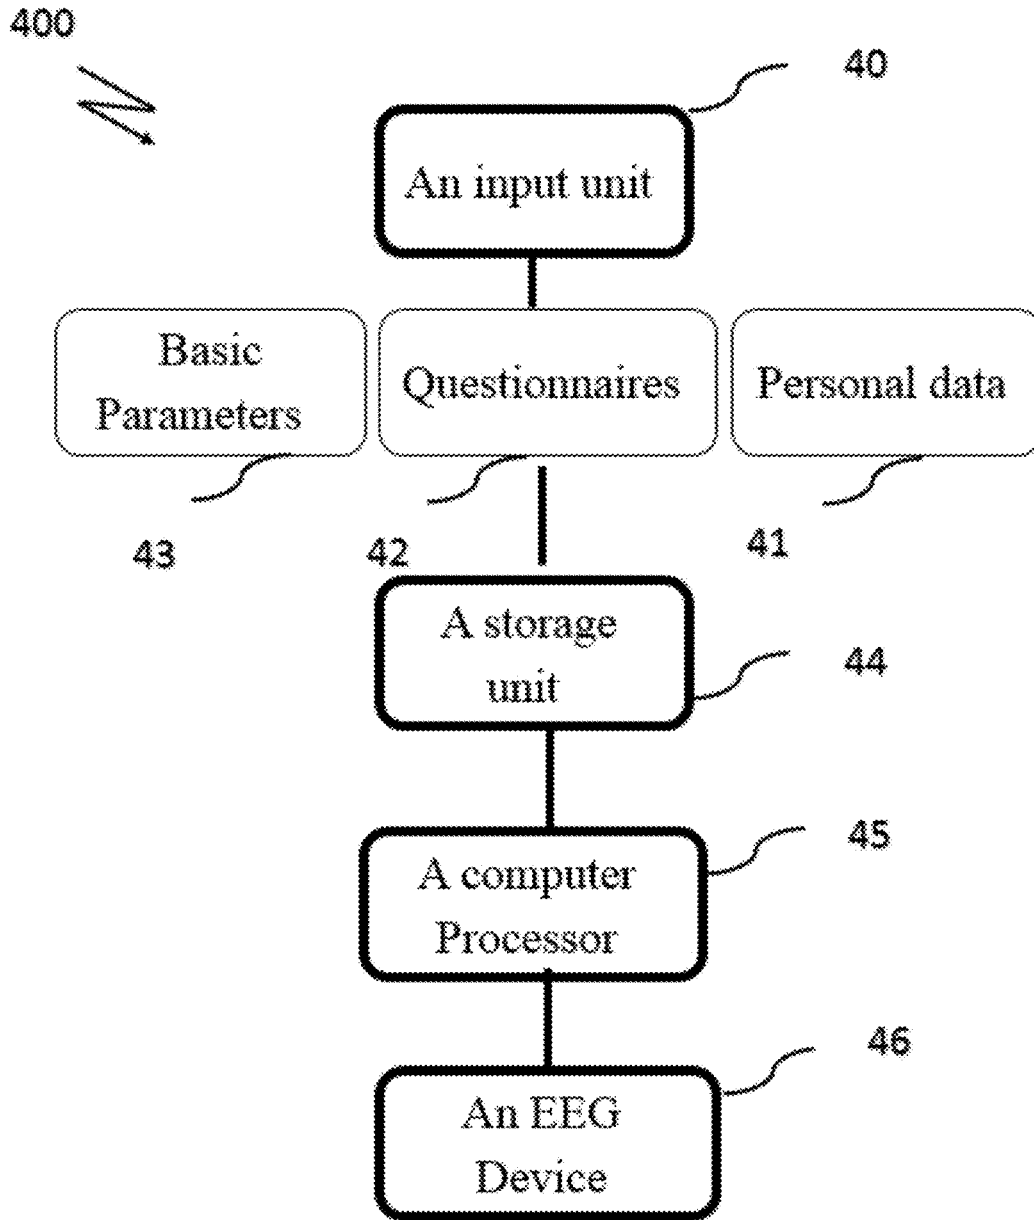 400
40
An input unit
Basic
Parameters
Questionnaires
Personal data
43
42
41
A storage
unit
44
A computer
Processor
45
An EEG
Device
46